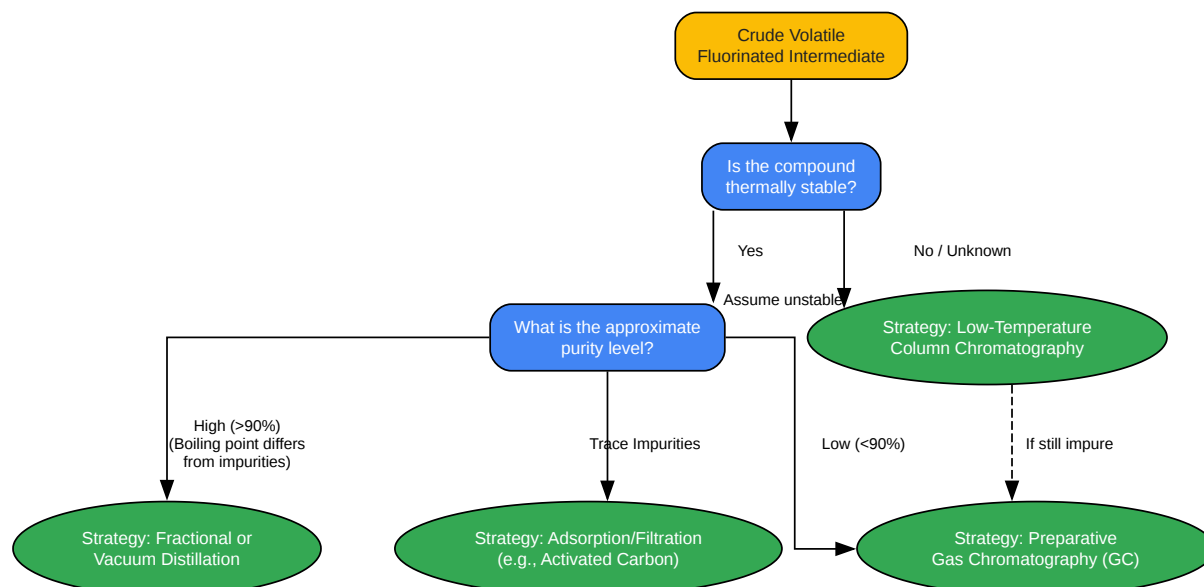 Crude Volatile
Fluorinated Intermediate
Is the compound
thermally stable?
Yes
No / Unknown
Assume unstable
What is the approximate
purity level?
Strategy: Low-Temperature
Column Chromatography
High (>90%)
(Boiling point differs
from impurities)
Trace Impurities
Low (<90%)
If still impure
Strategy: Fractional or
Vacuum Distillation
Strategy: Adsorption/Filtration
(e.g., Activated Carbon)
Strategy: Preparative
Gas Chromatography (GC)